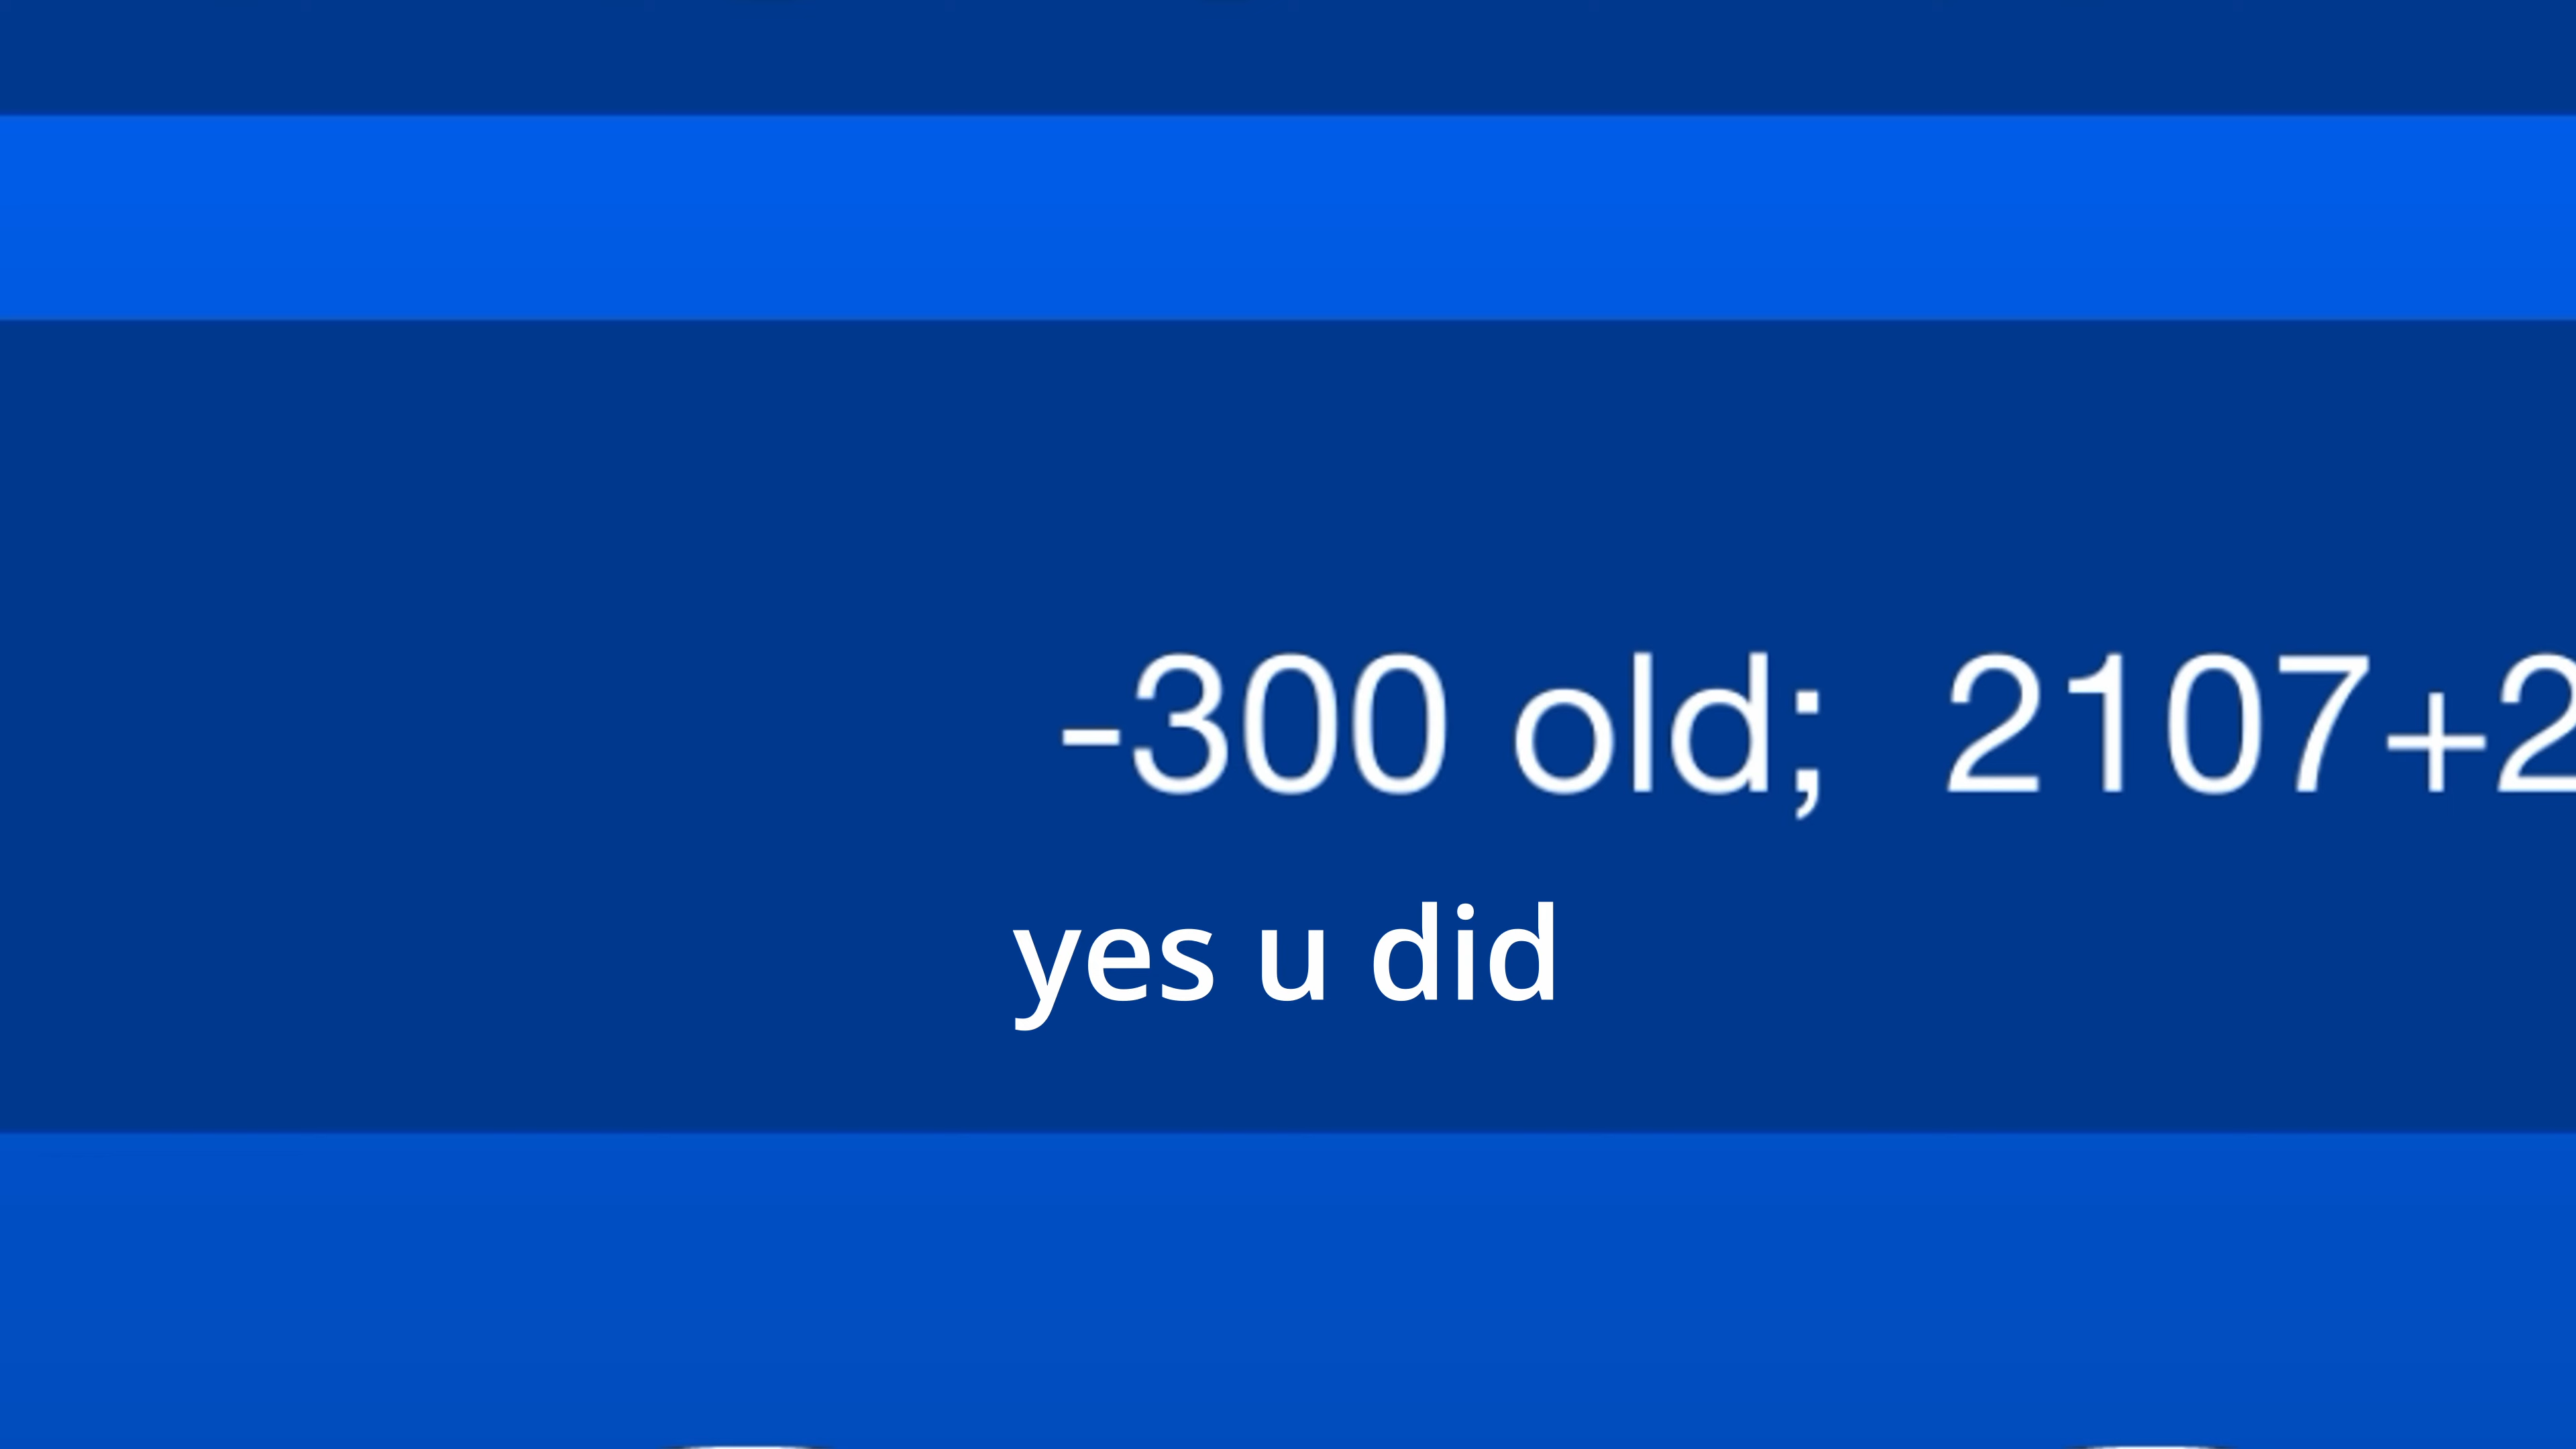 -300 old; 2107+2
yes u did